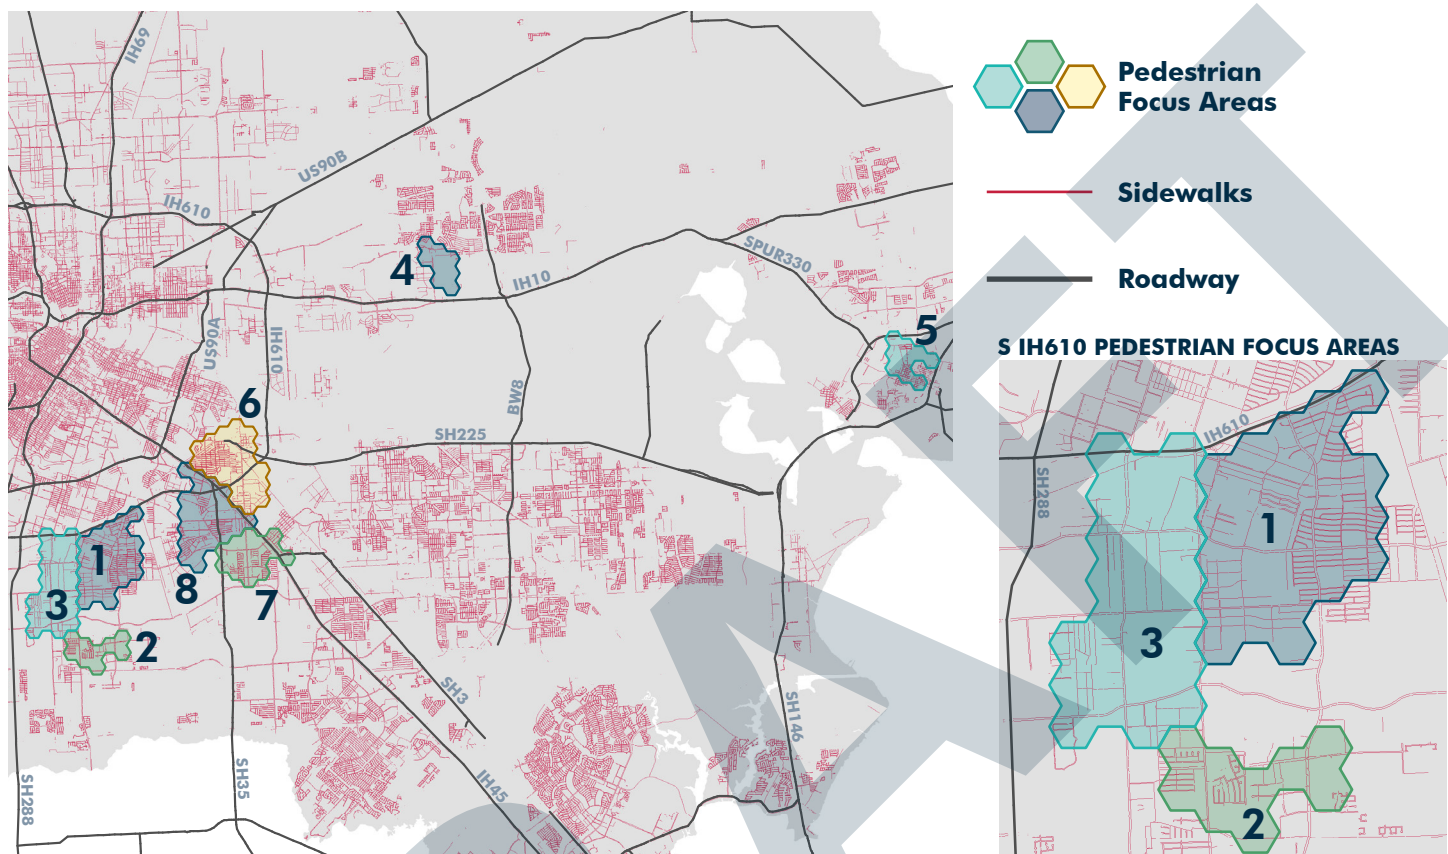 IH69
US90B
IH610
4
IH10
SPUR330
5
US90A
IH610
BW8
6
SH225
1
8
3
7
2
SH3
SH146
SH288
SH35
IH45
Pedestrian
Focus Areas
Sidewalks
Roadway
S IH610 PEDESTRIAN FOCUS AREAS
IH610
SH288
1
3
2